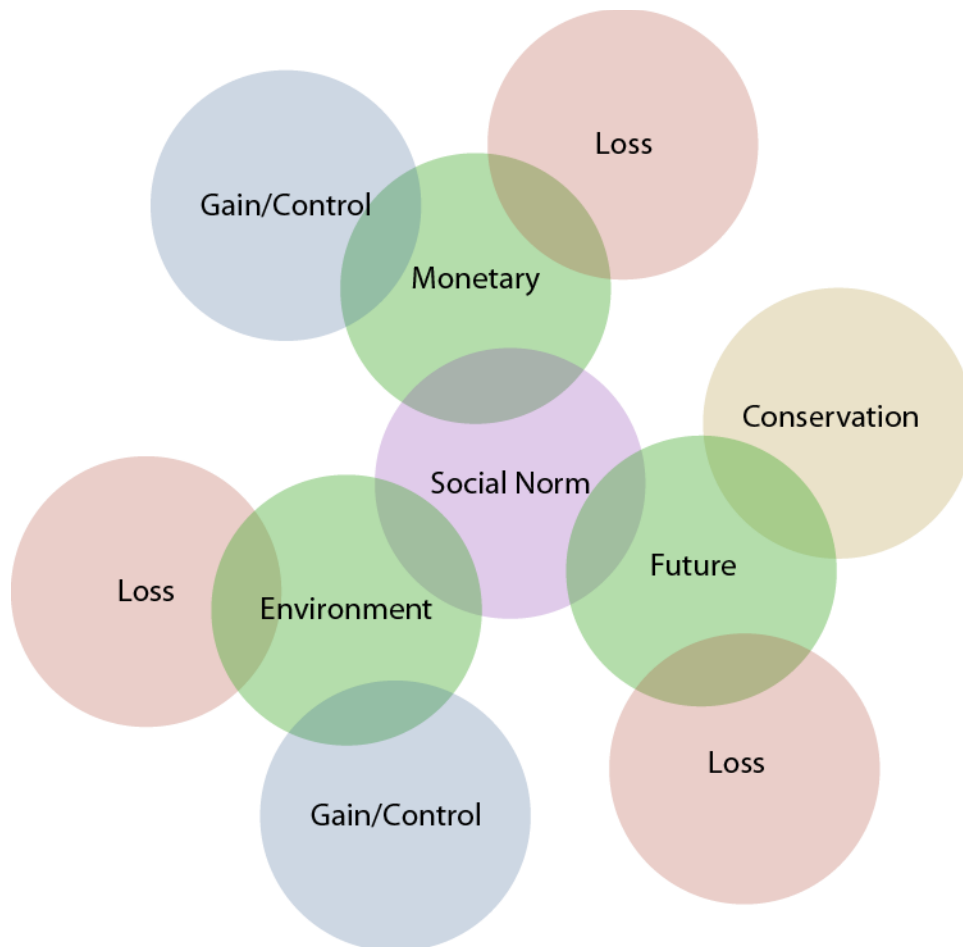 Loss
Gain/Control
Monetary
Conservation
Social Norm
Future
Loss
Environment
Loss
Gain/Control